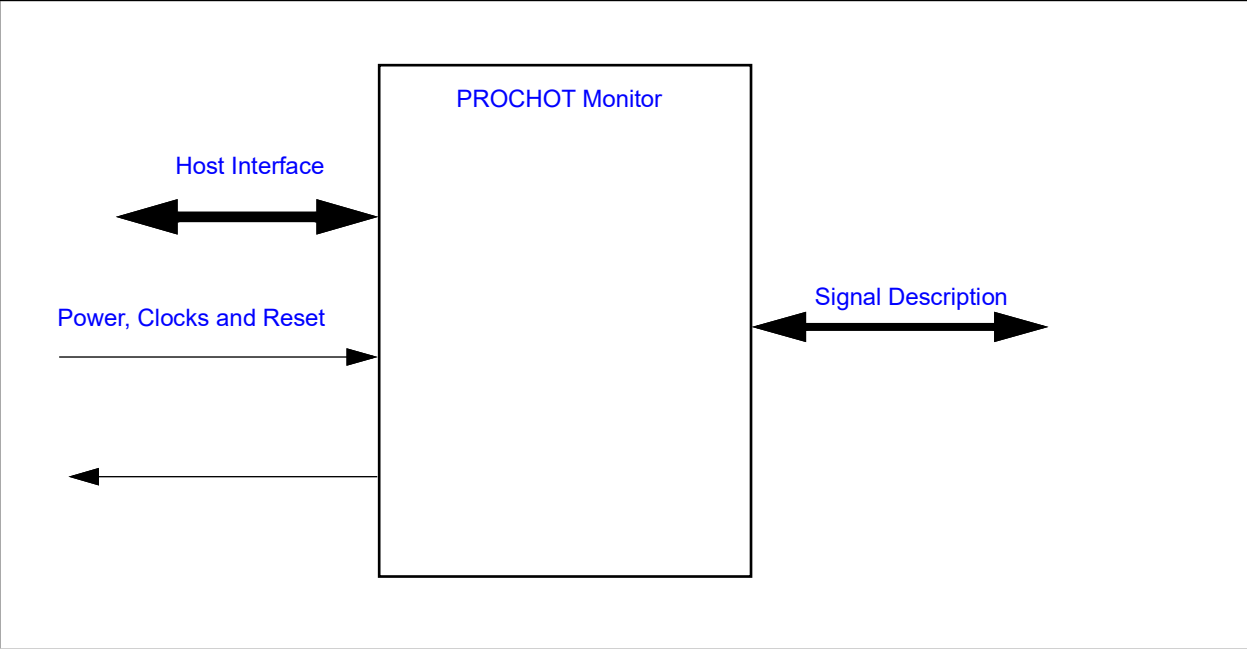 PROCHOT Monitor
Host Interface
Signal Description
Power, Clocks and Reset